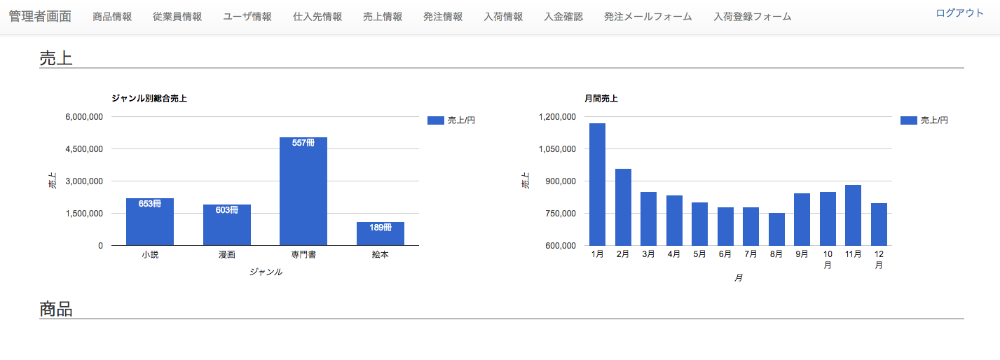 管理者画面 商品情報 従業員情報 ユーザ情報 仕入先情報 売上情報 発注情報 入荷情報 入金確認 発注メールフォーム 入荷登録フォーム ログアウト
売上
ジャンル別総合売上
6,000,000
4,500,000
3,000,000
1,500,000
0
売上
売上/円
653冊 603冊 557冊 189冊
小説 漫画 専門書 絵本
ジャンル
月間売上
1,200,000
1,050,000
900,000
750,000
600,000
売上
売上/円
1月 2月 3月 4月 5月 6月 7月 8月 9月 10月 11月 12月
月
商品